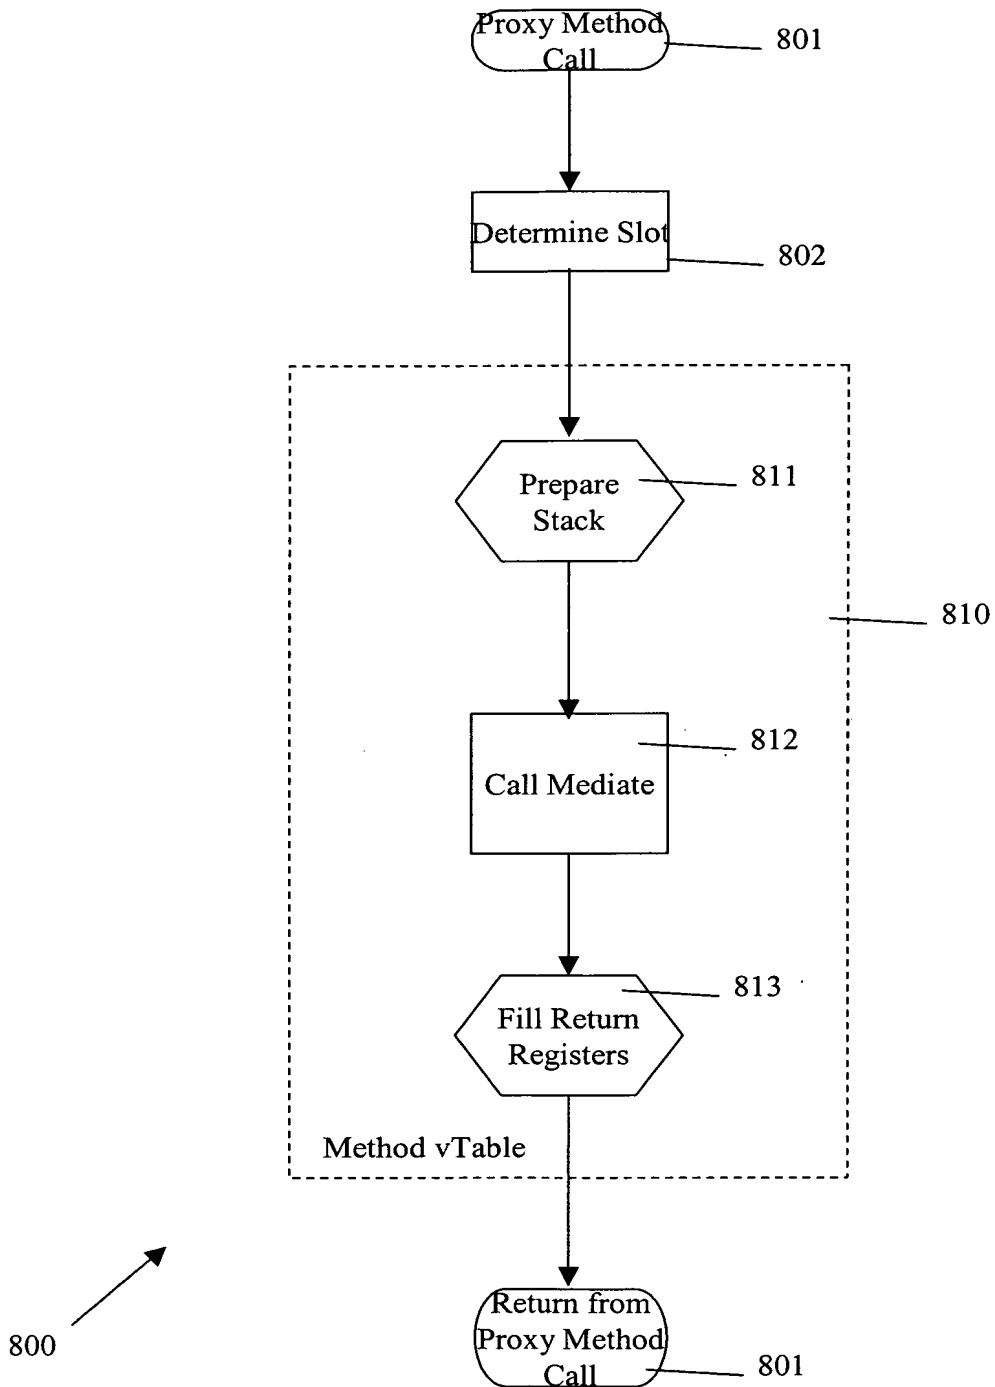 Proxy Method
Call
801
Determine Slot
802
Prepare
Stack
811
810
Call Mediate
812
Fill Return
Registers
813
Method vTable
Return from
Proxy Method
Call
801
800